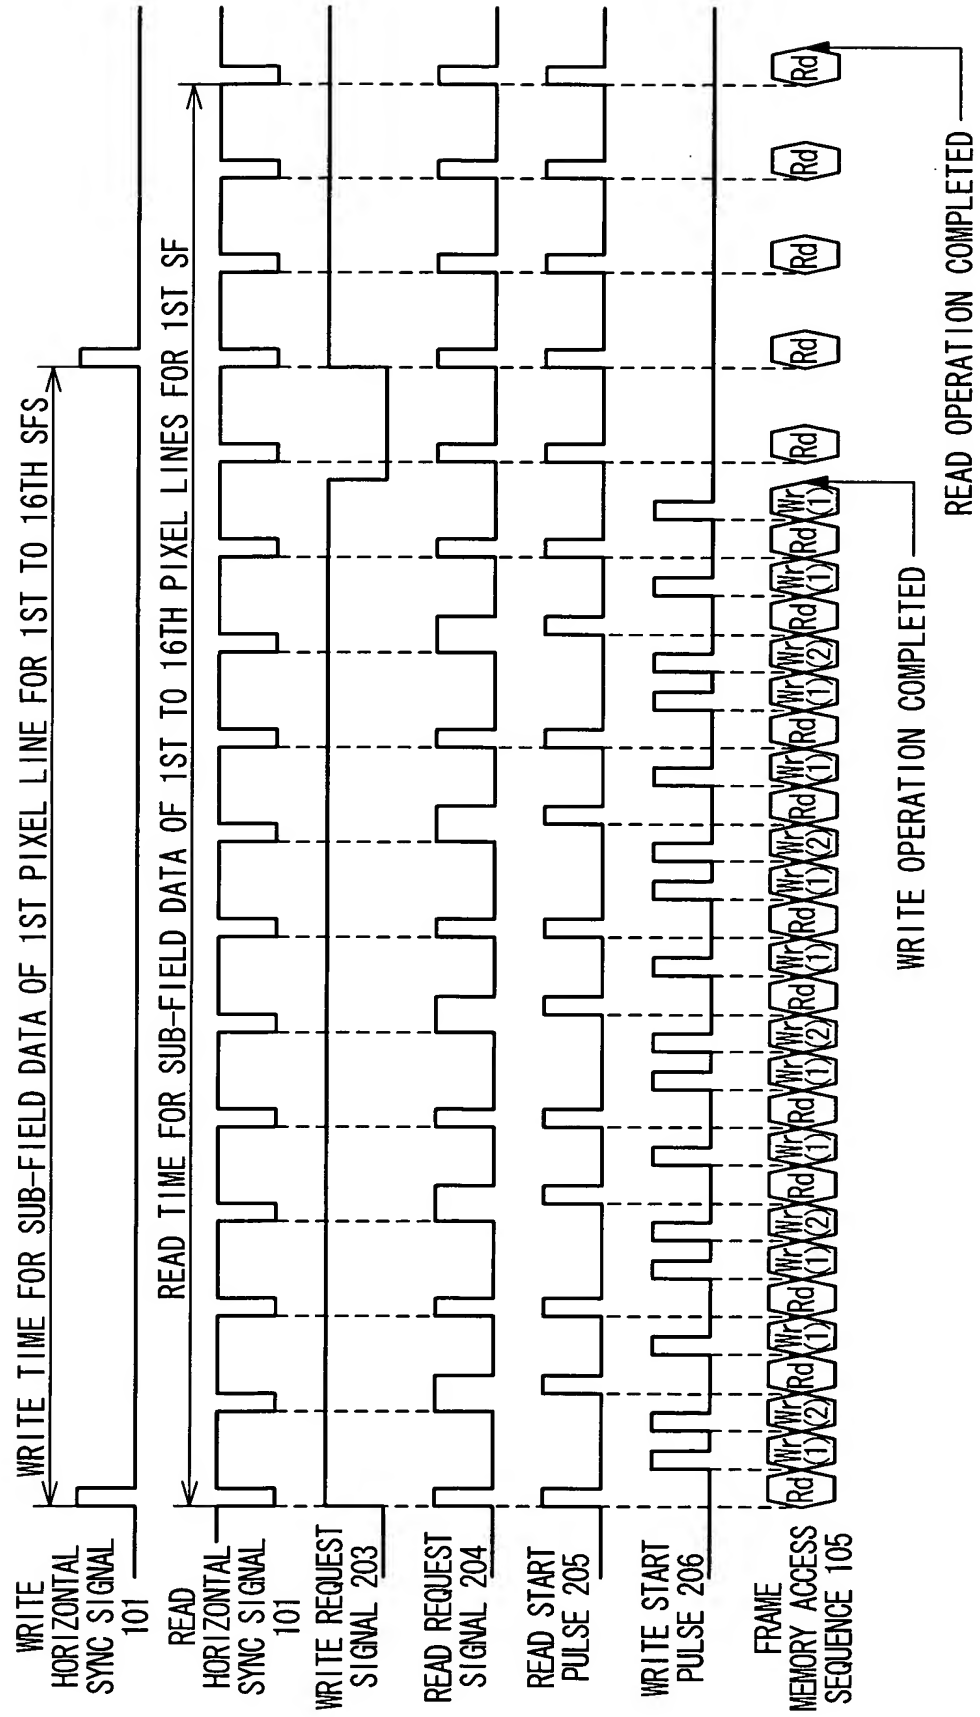 WRITE TIME FOR SUB-FIELD DATA OF 1ST PIXEL LINE FOR 1ST TO 16TH SFS
WRITE
HORIZONTAL
SYNC SIGNAL
101
READ TIME FOR SUB-FIELD DATA OF 1ST TO 16TH PIXEL LINES FOR 1ST SF
READ
HORIZONTAL
SYNC SIGNAL
101
WRITE REQUEST
SIGNAL 203
READ REQUEST
SIGNAL 204
READ START
PULSE 205
WRITE START
PULSE 206
FRAME
MEMORY ACCESS
SEQUENCE 105
Rd Wr Wr Rd Wr Rd Wr Wr Rd Wr Rd Wr Wr Rd Wr Rd Wr Wr Rd Wr Rd Wr Wr Rd Wr Rd Wr Rd Rd Rd Rd Rd
(1) (2) (1) (1) (2) (1) (1) (2) (1) (1) (2) (1) (1) (2) (1) (1)
WRITE OPERATION COMPLETED
READ OPERATION COMPLETED